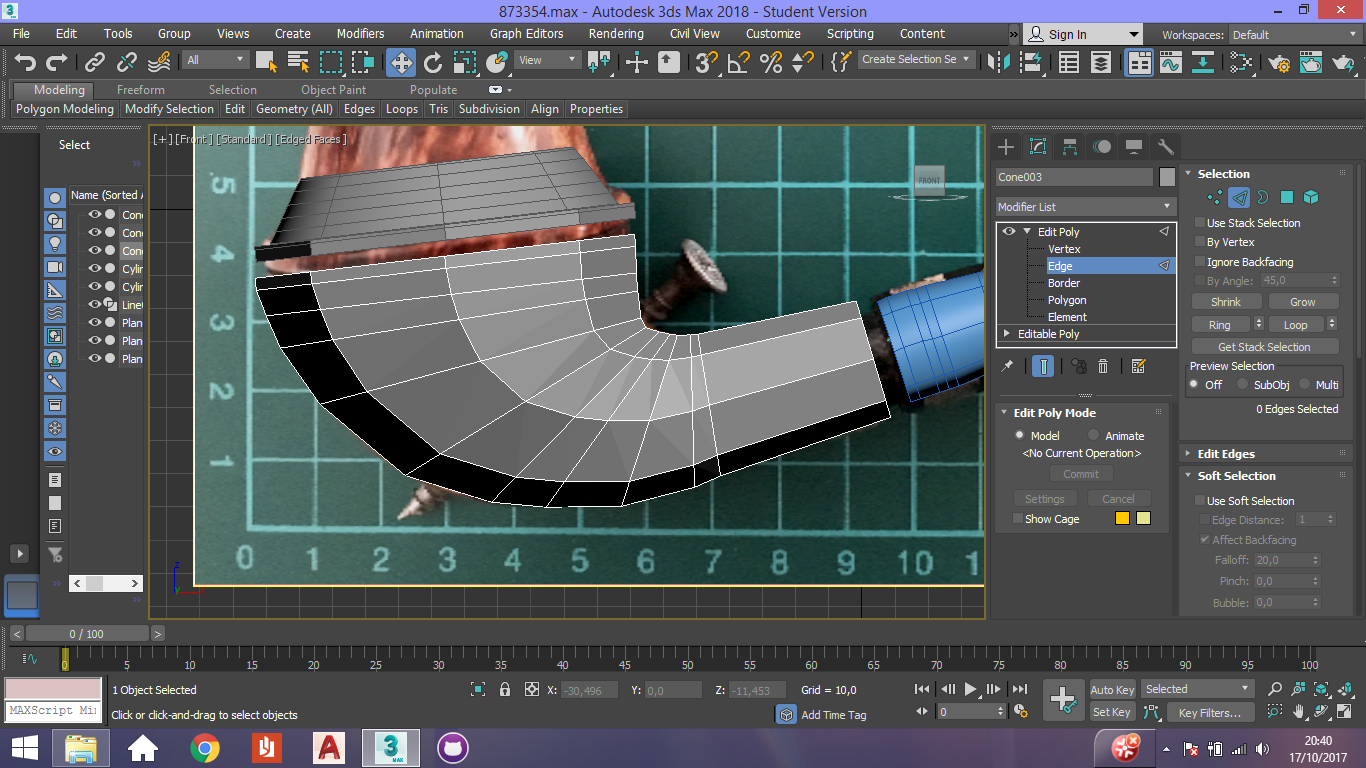 873354.max - Autodesk 3ds Max 2018 - Student Version
File Edit Tools Group Views Create Modifiers Animation Graph Editors Rendering Civil View Customize Scripting Content » Sign In Workspaces: Default
All View Create Selection Se
Modeling Freeform Selection Object Paint Populate
Polygon Modeling Modify Selection Edit Geometry (All) Edges Loops Tris Subdivision Align Properties
Select
Name (Sorted A
Cone
Cone
Cone
Cylin
Cylin
Line
Plan
Plan
Plan
[+] [Front ] [Standard ] [Edged Faces ]
FRONT
5
4
3
2
1
0 1 2 3 4 5 6 7 8 9 10 1
z
x
Cone003
Modifier List
Edit Poly
Vertex
Edge
Border
Polygon
Element
Editable Poly
Edit Poly Mode
Model Animate
<No Current Operation>
Commit
Settings Cancel
Show Cage
Selection
Use Stack Selection
By Vertex
Ignore Backfacing
By Angle: 45,0
Shrink Grow
Ring Loop
Get Stack Selection
Preview Selection
Off SubObj Multi
0 Edges Selected
Edit Edges
Soft Selection
Use Soft Selection
Edge Distance: 1
Affect Backfacing
Falloff: 20,0
Pinch: 0,0
Bubble: 0,0
< 0 / 100 >
0 5 10 15 20 25 30 35 40 45 50 55 60 65 70 75 80 85 90 95 100
1 Object Selected X: -30,496 Y: 0,0 Z: -11,453 Grid = 10,0 Auto Key Selected
MAXScript Mi
Click or click-and-drag to select objects Add Time Tag 0 Set Key Key Filters...
3 MAX
20:40
17/10/2017